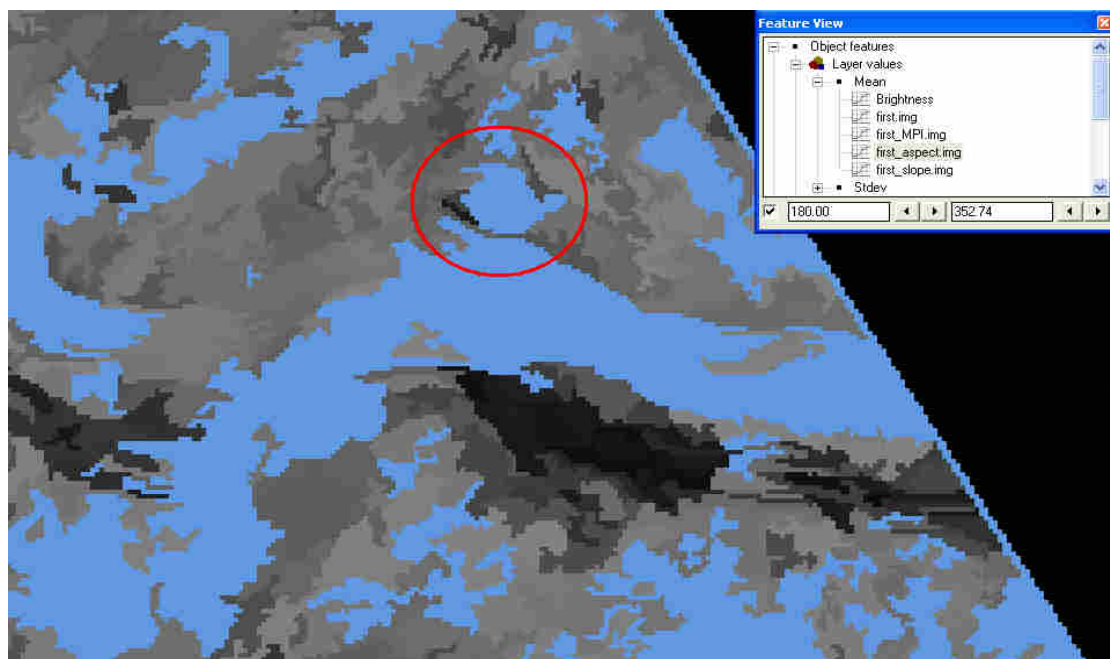 Feature View
Object features
Layer values
Mean
Brightness
first.img
first_MPI.img
first_aspect.img
first_slope.img
Stdev
180.00 352.74